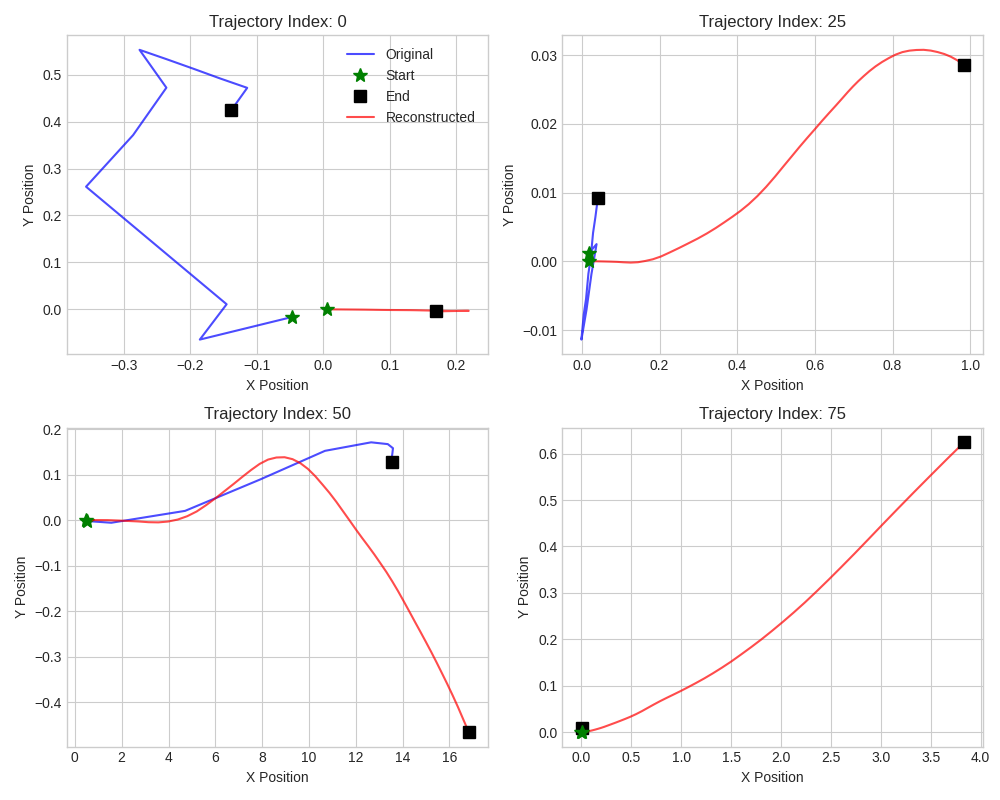 Trajectory Index: 0
Original
Start
End
Reconstructed
0.5
0.4
0.3
0.2
0.1
0.0
Y Position
−0.3 −0.2 −0.1 0.0 0.1 0.2
X Position
Trajectory Index: 25
0.03
0.02
0.01
0.00
−0.01
Y Position
0.0 0.2 0.4 0.6 0.8 1.0
X Position
Trajectory Index: 50
0.2
0.1
0.0
−0.1
−0.2
−0.3
−0.4
Y Position
0 2 4 6 8 10 12 14 16
X Position
Trajectory Index: 75
0.6
0.5
0.4
0.3
0.2
0.1
0.0
Y Position
0.0 0.5 1.0 1.5 2.0 2.5 3.0 3.5 4.0
X Position